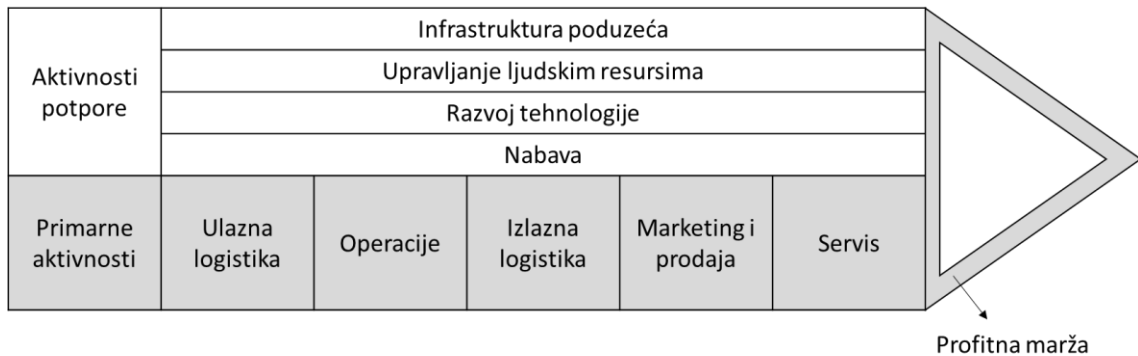 Aktivnosti
potpore
Infrastruktura poduzeća
Upravljanje ljudskim resursima
Razvoj tehnologije
Nabava
Primarne
aktivnosti
Ulazna
logistika
Operacije
Izlazna
logistika
Marketing i
prodaja
Servis
Profitna marža